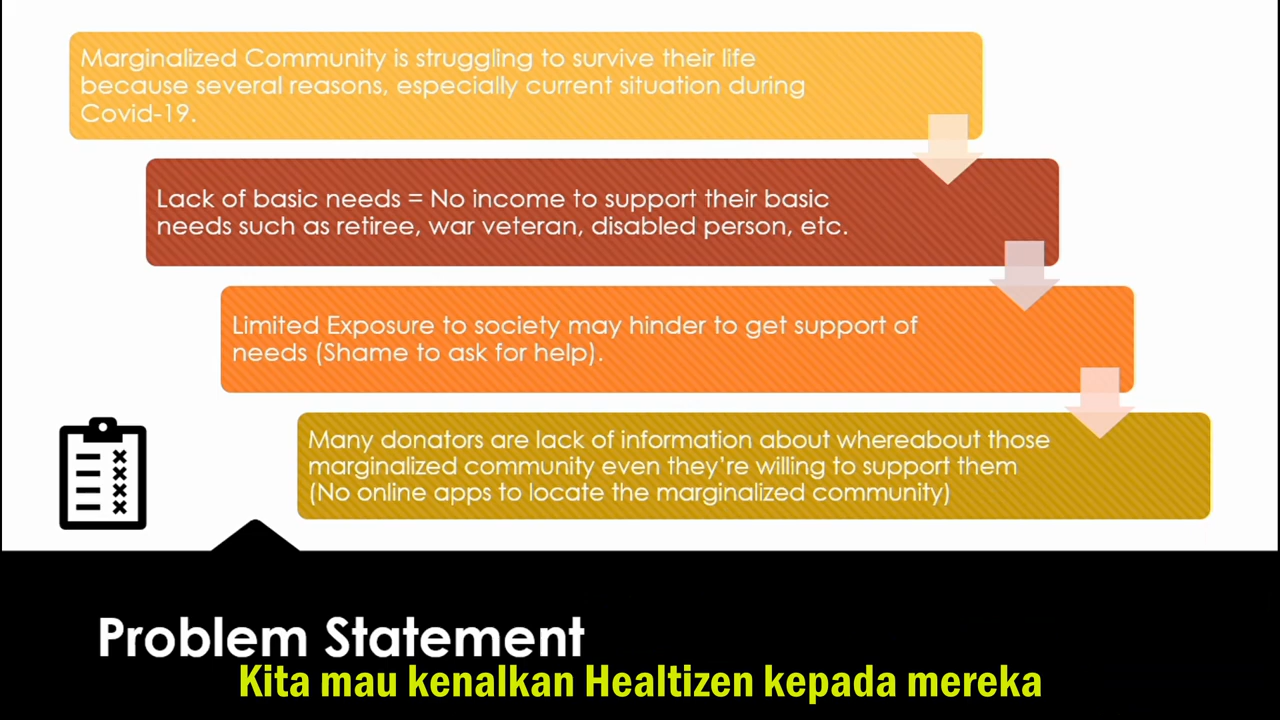 Marginalized Community is struggling to survive their life
because several reasons, especially current situation during
Covid-19.
Lack of basic needs = No income to support their basic
needs such as retiree, war veteran, disabled person, etc.
Limited Exposure to society may hinder to get support of
needs (Shame to ask for help).
Many donators are lack of information about whereabout those
marginalized community even they're willing to support them
(No online apps to locate the marginalized community)
Problem Statement
Kita mau kenalkan Healtizen kepada mereka